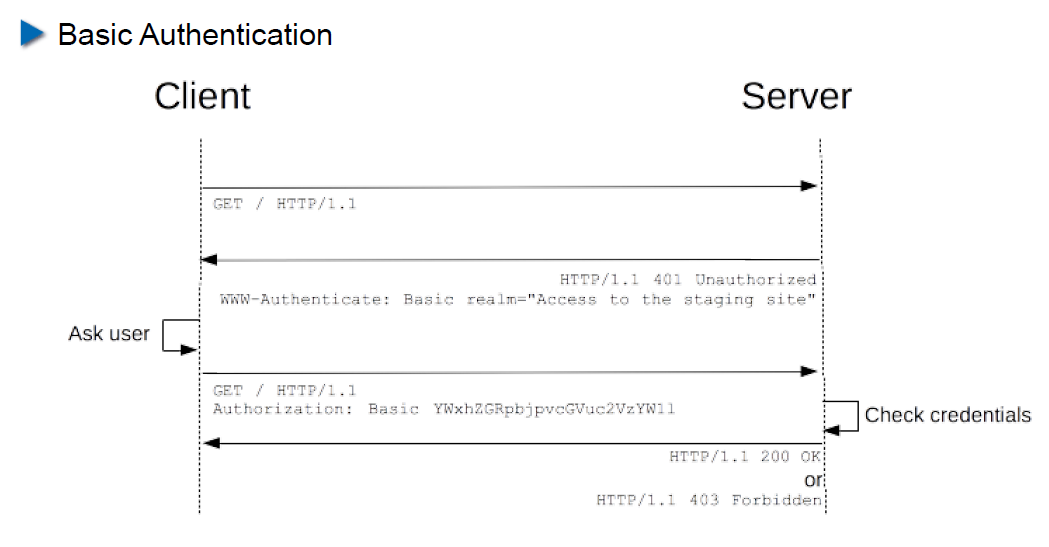 Basic Authentication
Client
Server
GET / HTTP/1.1
HTTP/1.1 401 Unauthorized
WWW-Authenticate: Basic realm="Access to the staging site"
Ask user
GET / HTTP/1.1
Authorization: Basic YWxhZGRpbjpvcGVuc2VzYW1l
Check credentials
HTTP/1.1 200 OK
or
HTTP/1.1 403 Forbidden